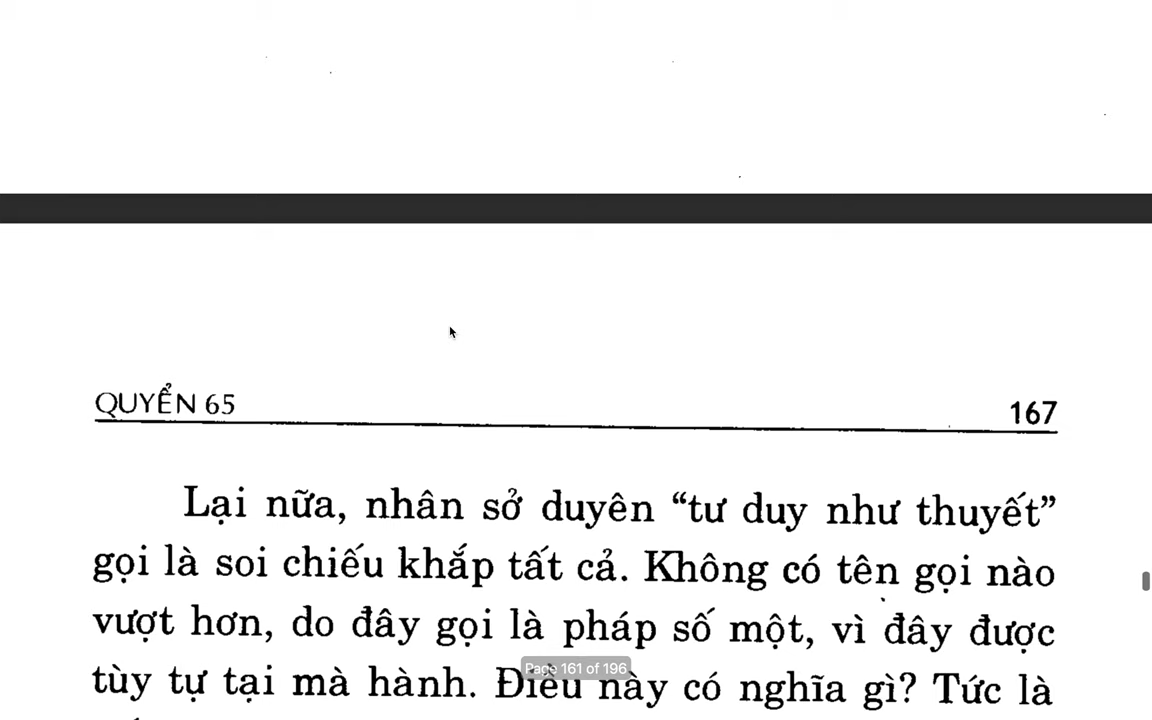 QUYỂN 65
167
Lại nữa, nhân sở duyên “tư duy như thuyết”
gọi là soi chiếu khắp tất cả. Không có tên gọi nào
vượt hơn, do đây gọi là pháp số một, vì đây được
tùy tự tại mà hành. Điều này có nghĩa gì? Tức là
Page 161 of 196